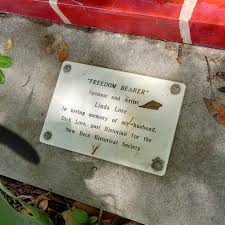 "FREEDOM BEARER"
Sponsor and Artist
Linda Lore
In loving memory of my husband,
Dick Lore, past Historian for the
New Bern Historical Society